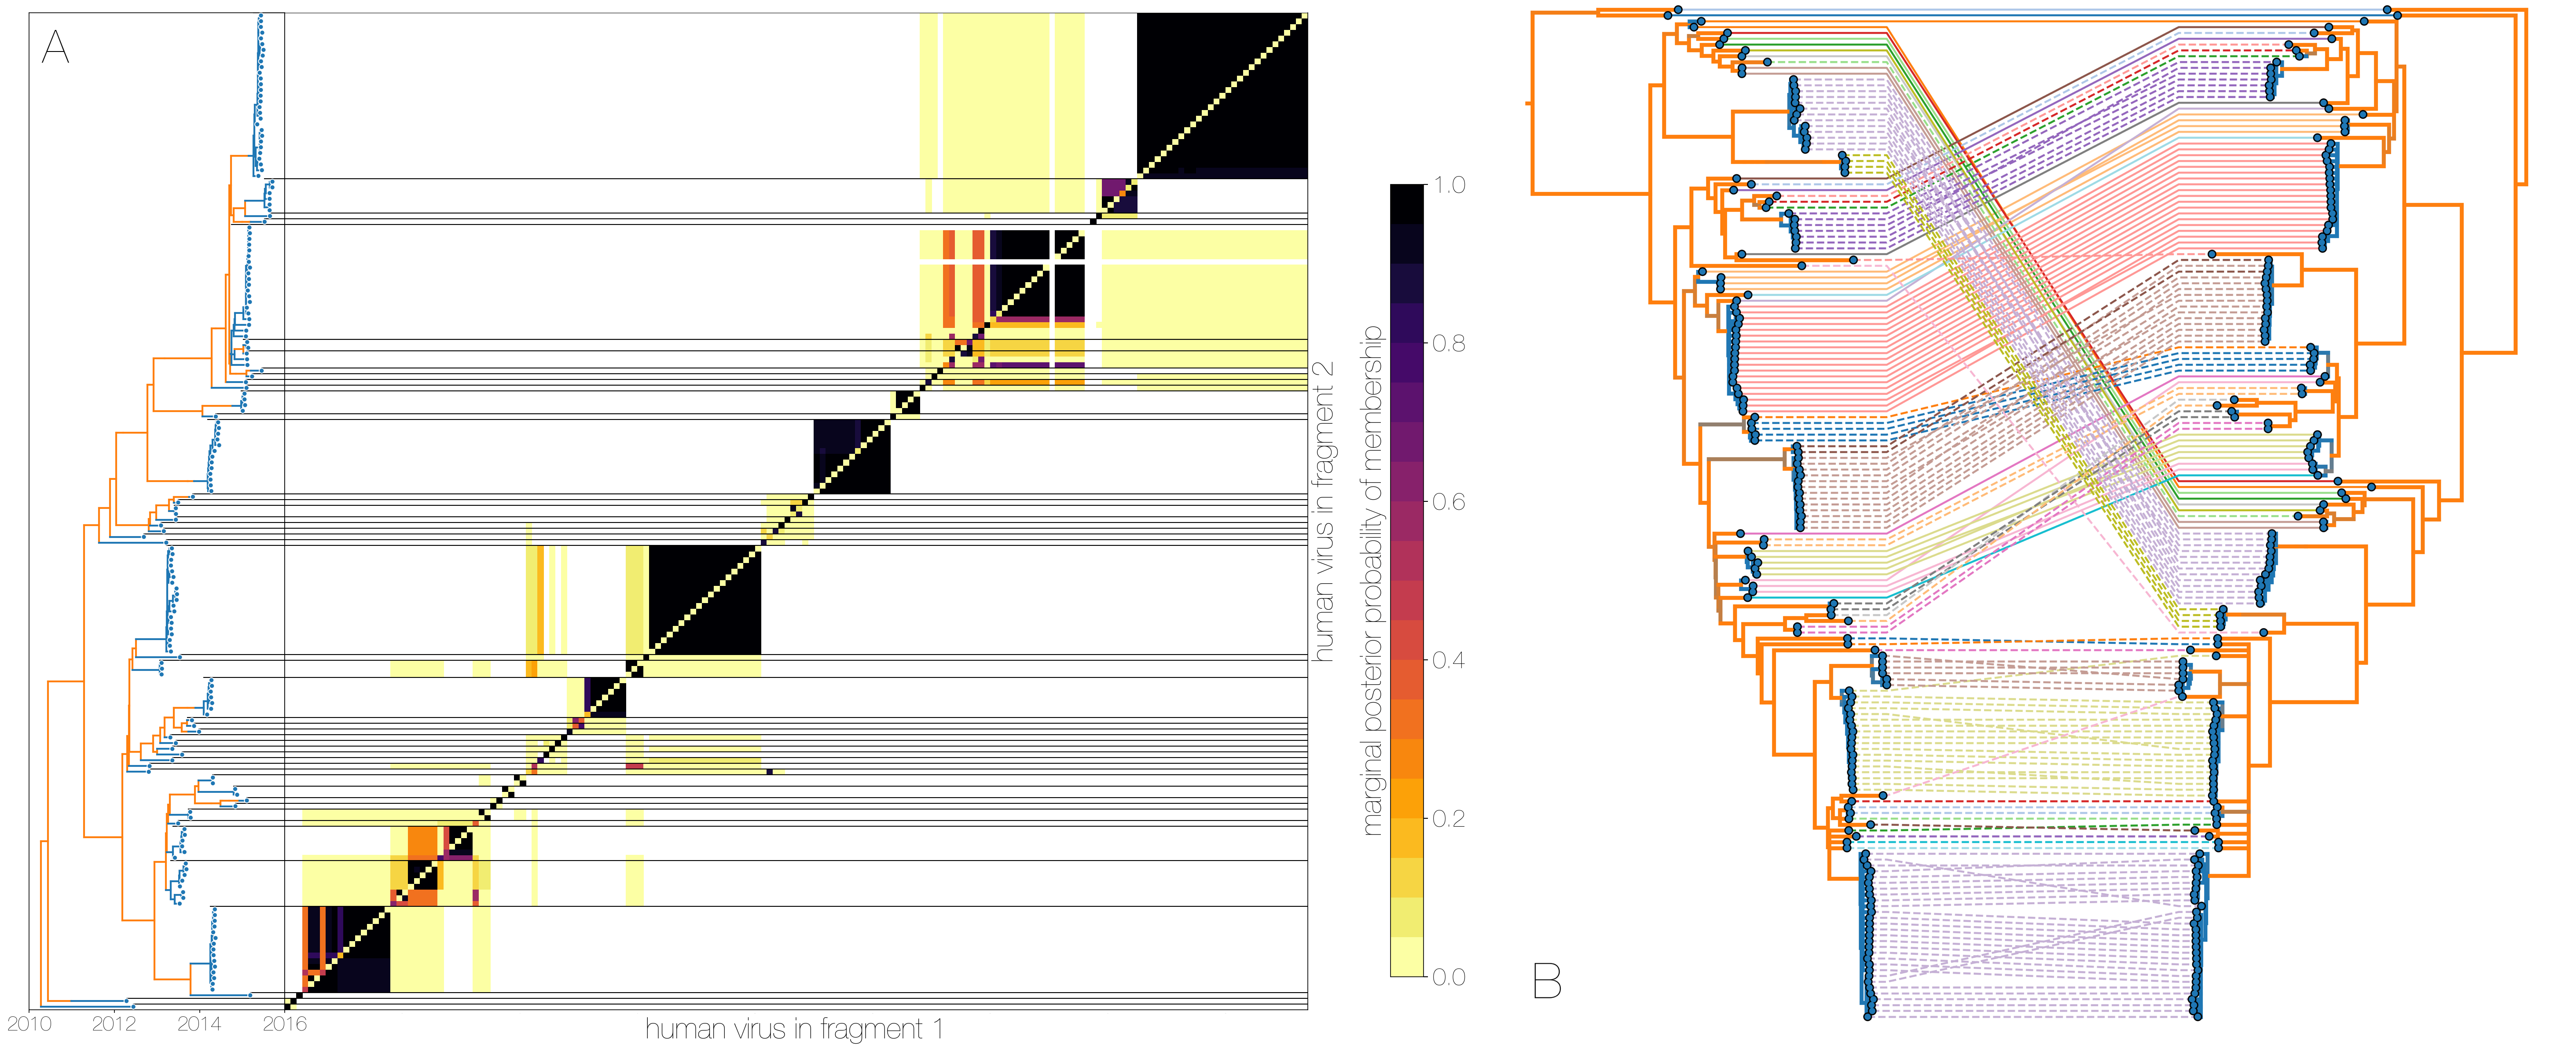 A
2010
2012
2014
2016
human virus in fragment 1
human virus in fragment 2
marginal posterior probability of membership
1.0
0.8
0.6
0.4
0.2
0.0
B